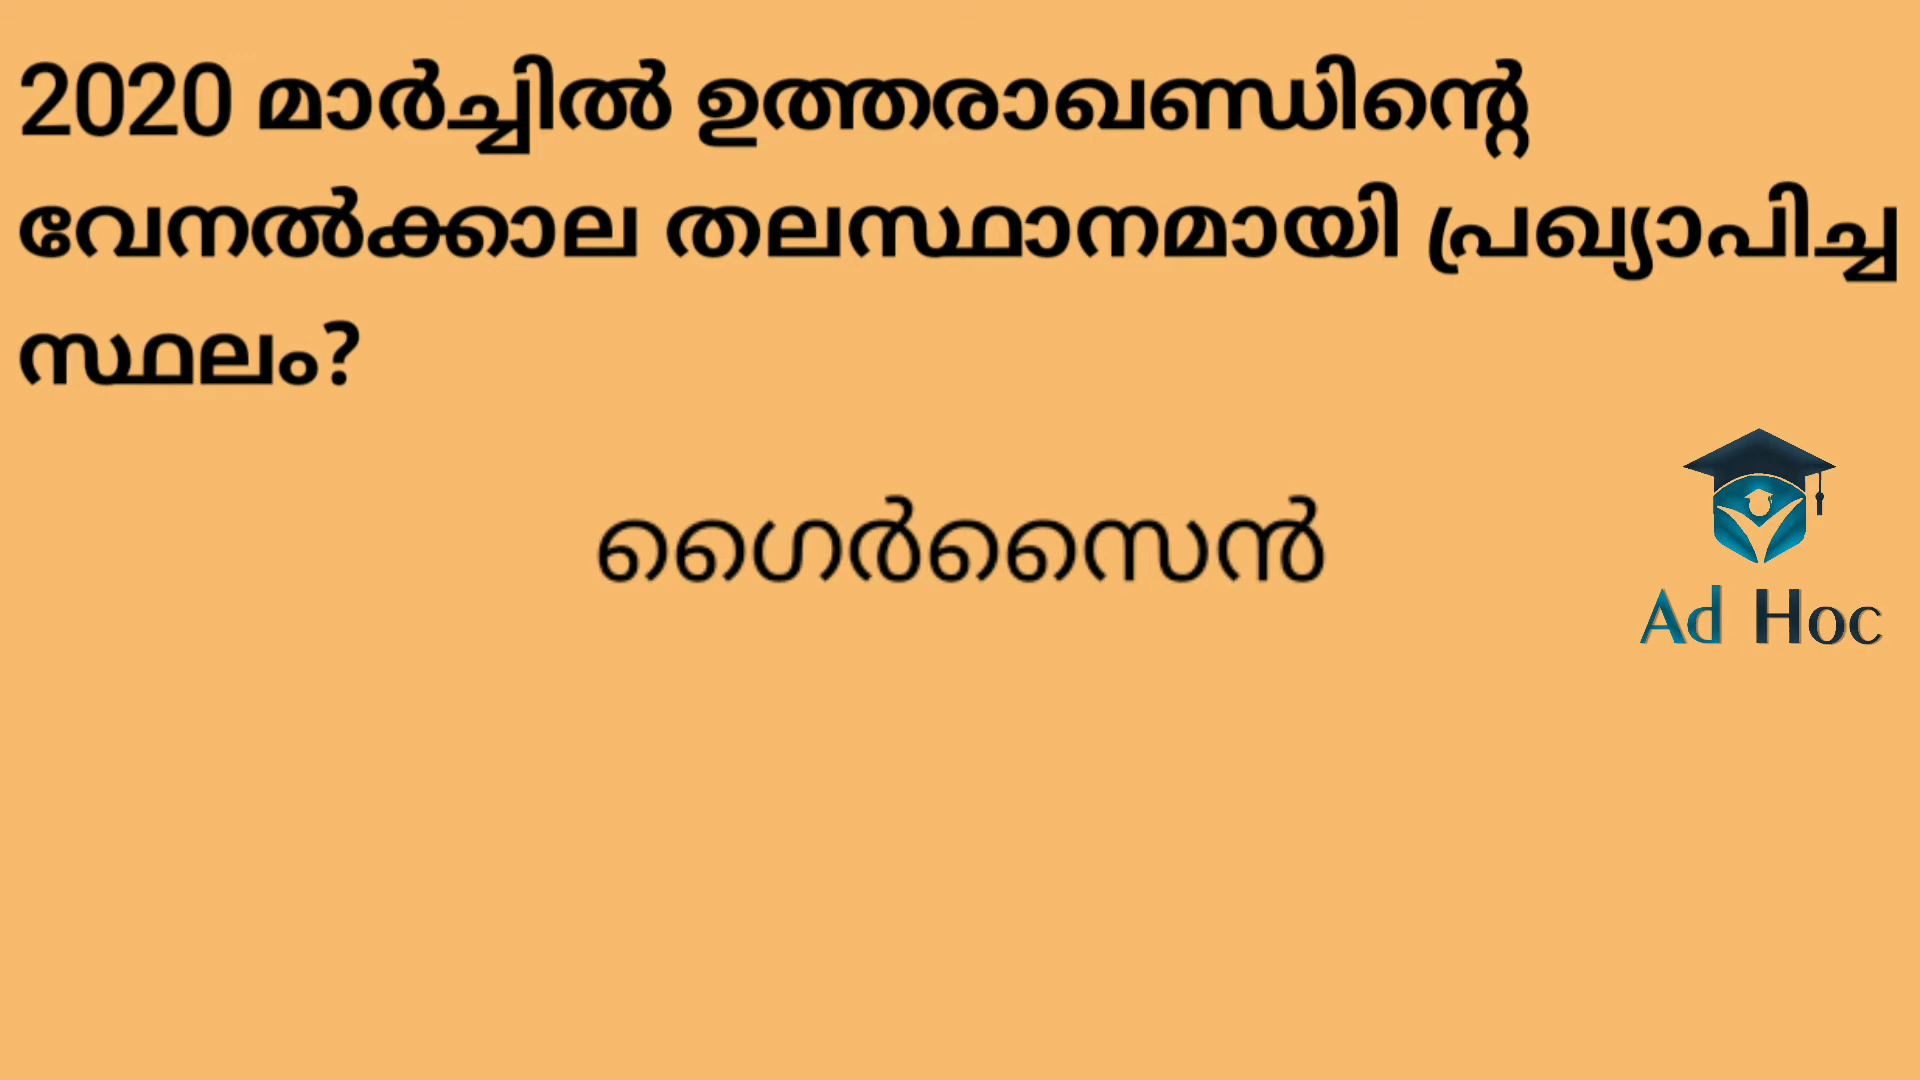 2020 മാർച്ചിൽ ഉത്തരാഖണ്ഡിന്റെ
വേനൽക്കാല തലസ്ഥാനമായി പ്രഖ്യാപിച്ച
സ്ഥലം?
ഗൈർസൈൻ
Ad Hoc